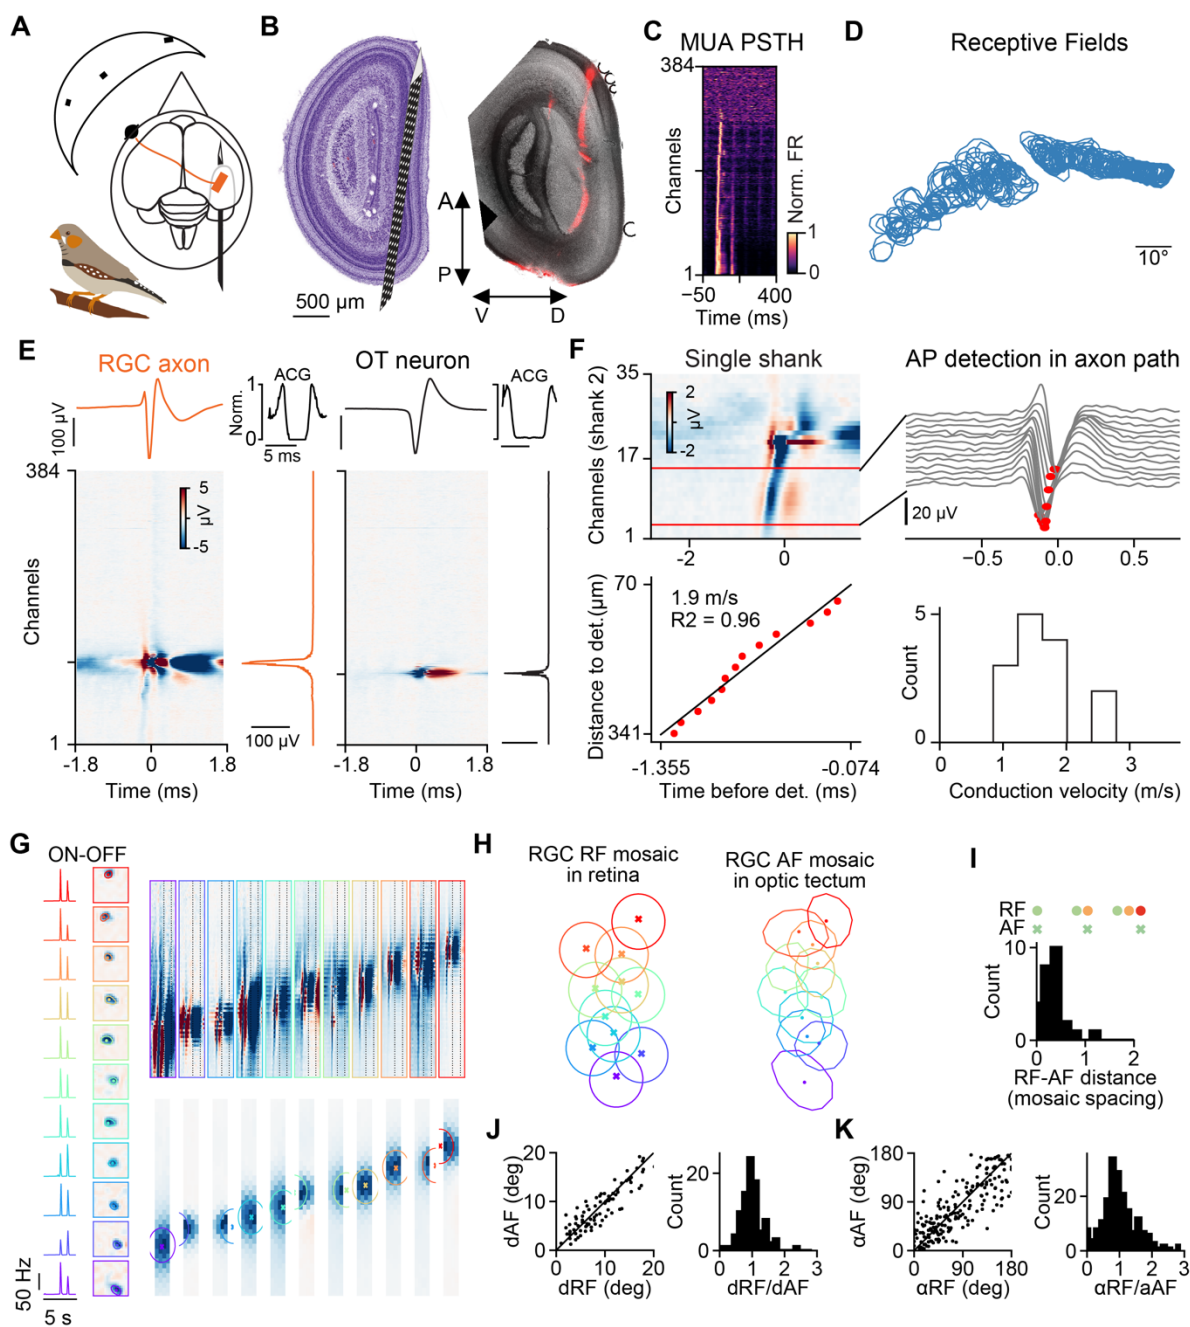 A
B
C
MUA PSTH
384
Channels
1
−50
400
Time (ms)
Norm. FR
1
0
D
Receptive Fields
10°
A
P
V
D
500 µm
E
RGC axon
100 µV
ACG
Norm.
1
0
5 ms
OT neuron
ACG
384
Channels
1
5
-5
µV
-1.8
0
1.8
Time (ms)
100 µV
-1.8
0
1.8
Time (ms)
F
Single shank
AP detection in axon path
35
17
1
Channels (shank 2)
2
-2
µV
-2
0
20 µV
−0.5
0.0
0.5
70
341
Distance to det.(µm)
1.9 m/s
R2 = 0.96
-1.355
-0.074
Time before det. (ms)
5
0
Count
0
1
2
3
Conduction velocity (m/s)
G
ON-OFF
50 Hz
5 s
H
RGC RF mosaic
in retina
RGC AF mosaic
in optic tectum
I
RF
AF
10
0
Count
0
1
2
RF-AF distance
(mosaic spacing)
J
20
10
0
dAF (deg)
0
10
20
dRF (deg)
20
0
Count
0
1
2
3
dRF/dAF
K
180
90
0
αAF (deg)
0
90
180
αRF (deg)
20
0
Count
0
1
2
3
αRF/aAF